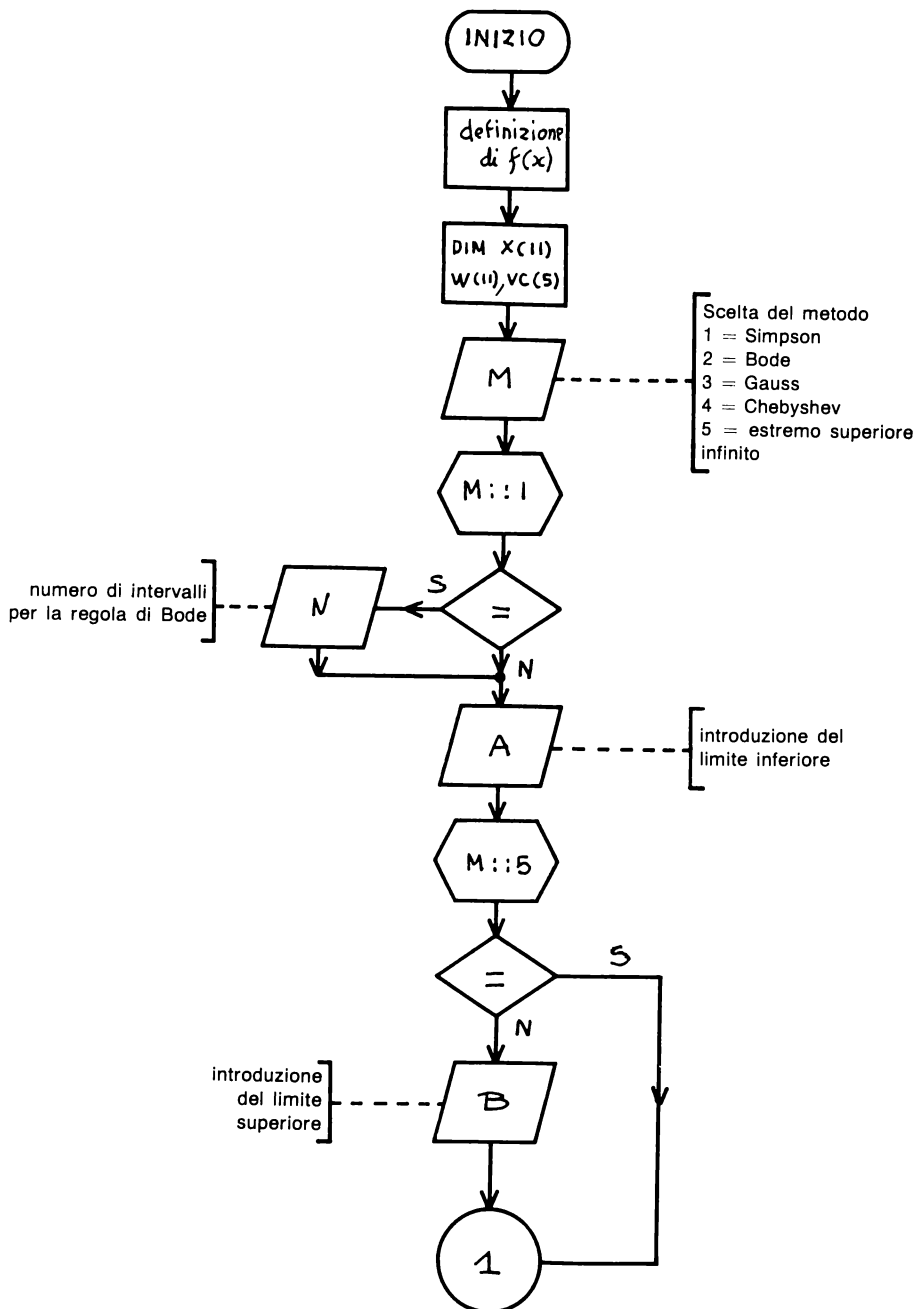 INIZIO
definizione
di f(x)
DIM X(11)
W(11), VC(5)
M
Scelta del metodo
1 = Simpson
2 = Bode
3 = Gauss
4 = Chebyshev
5 = estremo superiore
infinito
M::1
S
=
N
numero di intervalli
per la regola di Bode
N
A
introduzione del
limite inferiore
M::5
S
=
N
introduzione
del limite
superiore
B
1